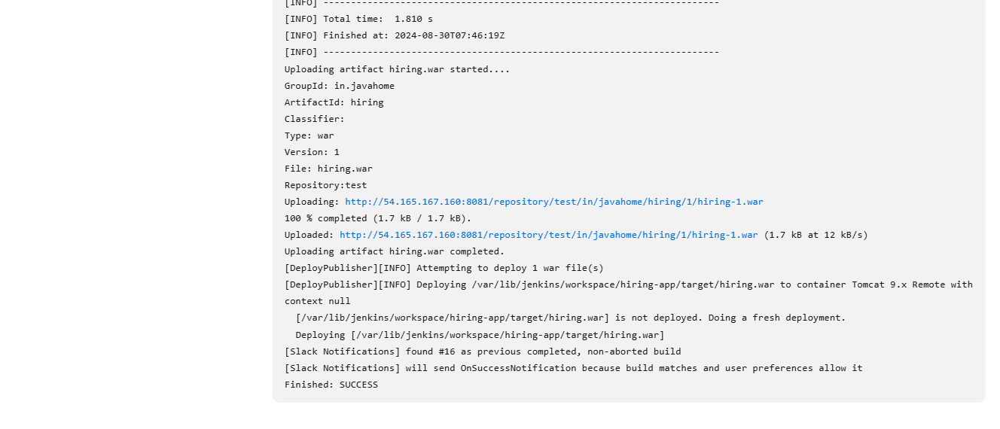 [INFO] ------------------------------------------------------------------------
[INFO] Total time:  1.810 s
[INFO] Finished at: 2024-08-30T07:46:19Z
[INFO] ------------------------------------------------------------------------
Uploading artifact hiring.war started....
GroupId: in.javahome
ArtifactId: hiring
Classifier:
Type: war
Version: 1
File: hiring.war
Repository:test
Uploading: http://54.165.167.160:8081/repository/test/in/javahome/hiring/1/hiring-1.war
100 % completed (1.7 kB / 1.7 kB).
Uploaded: http://54.165.167.160:8081/repository/test/in/javahome/hiring/1/hiring-1.war (1.7 kB at 12 kB/s)
Uploading artifact hiring.war completed.
[DeployPublisher][INFO] Attempting to deploy 1 war file(s)
[DeployPublisher][INFO] Deploying /var/lib/jenkins/workspace/hiring-app/target/hiring.war to container Tomcat 9.x Remote with
context null
  [/var/lib/jenkins/workspace/hiring-app/target/hiring.war] is not deployed. Doing a fresh deployment.
  Deploying [/var/lib/jenkins/workspace/hiring-app/target/hiring.war]
[Slack Notifications] found #16 as previous completed, non-aborted build
[Slack Notifications] will send OnSuccessNotification because build matches and user preferences allow it
Finished: SUCCESS